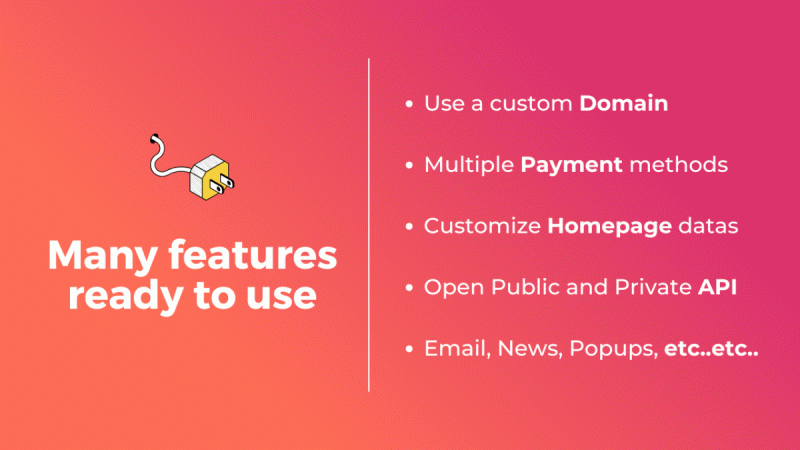 Many features
ready to use
• Use a custom Domain
• Multiple Payment methods
• Customize Homepage datas
• Open Public and Private API
• Email, News, Popups, etc..etc..